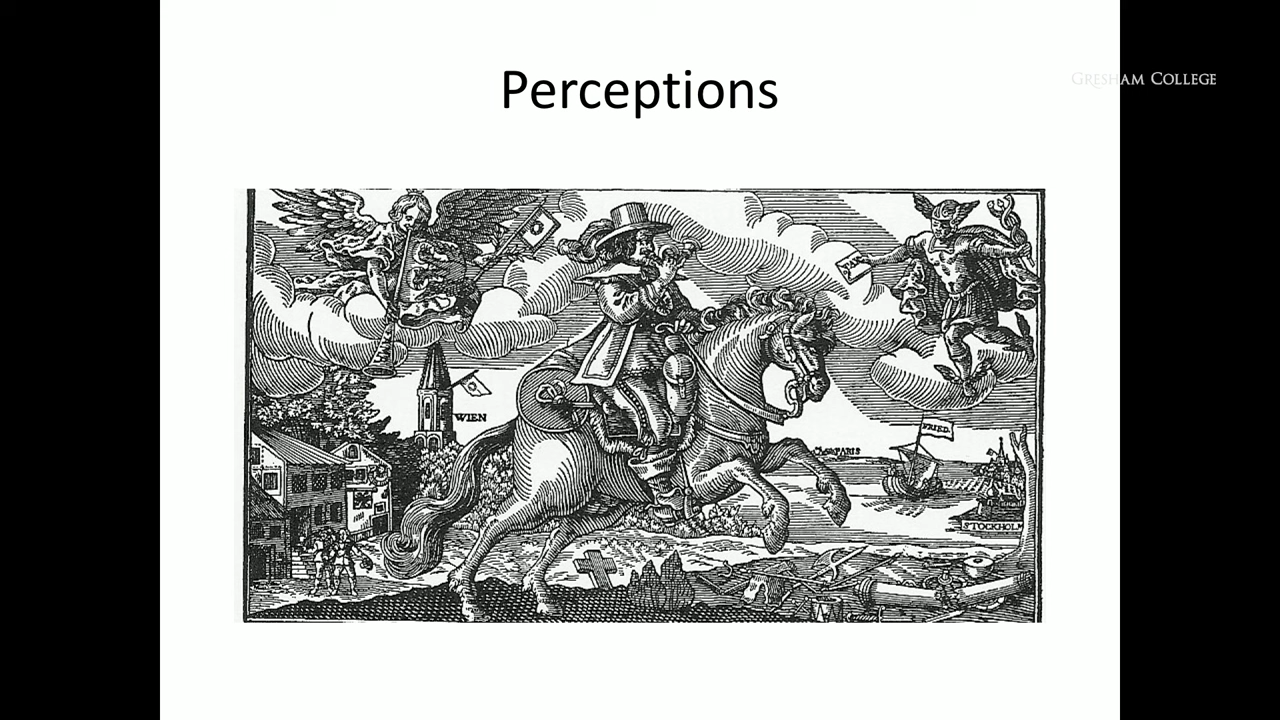 Perceptions
GRESHAM COLLEGE
WIEN
PARIS
FRIED.
STOCKHOLM